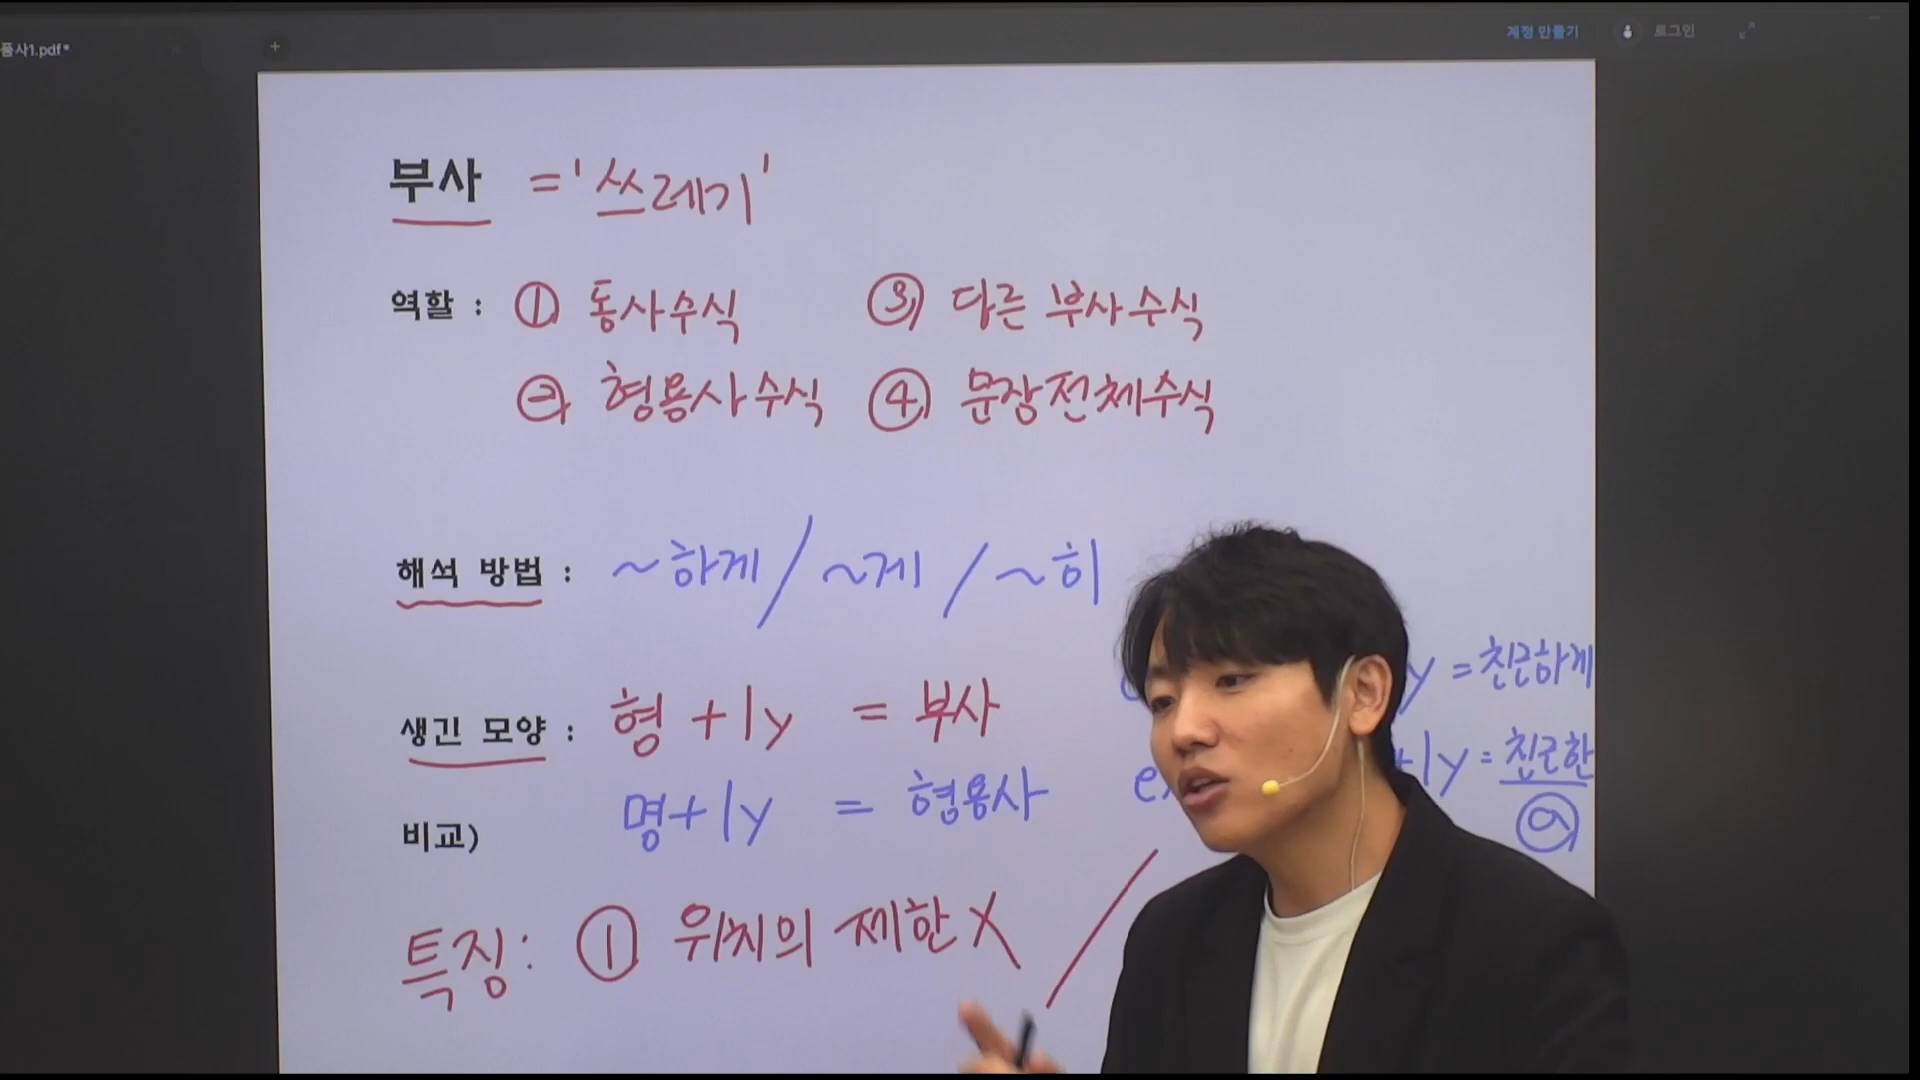 계정 만들기
로그인
품사1.pdf*
부사 = '쓰레기'
역할 : ① 동사수식 ③ 다른 부사수식
② 형용사수식 ④ 문장전체수식
해석 방법 : ~하게 / ~게 / ~히
y = 친근하게
생긴 모양 : 형 + ly = 부사
+ly = 친근한
명+ly = 형용사
ⓐ
비교)
특징: ① 위치의 제한 X /